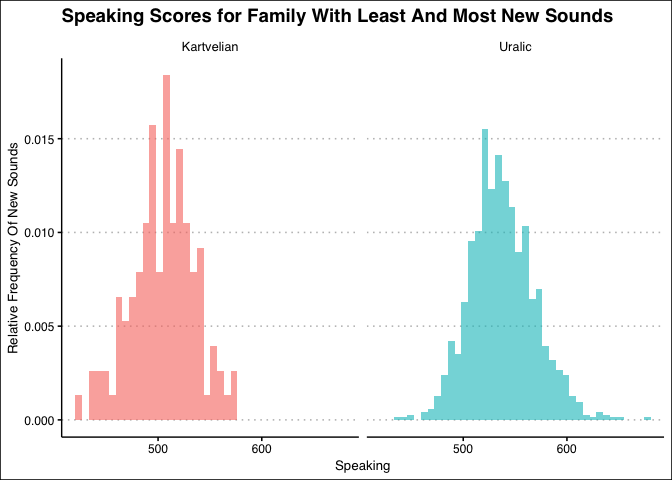 Speaking Scores for Family With Least And Most New Sounds
Kartvelian
Uralic
Relative Frequency Of New Sounds
0.015
0.010
0.005
0.000
500
600
500
600
Speaking